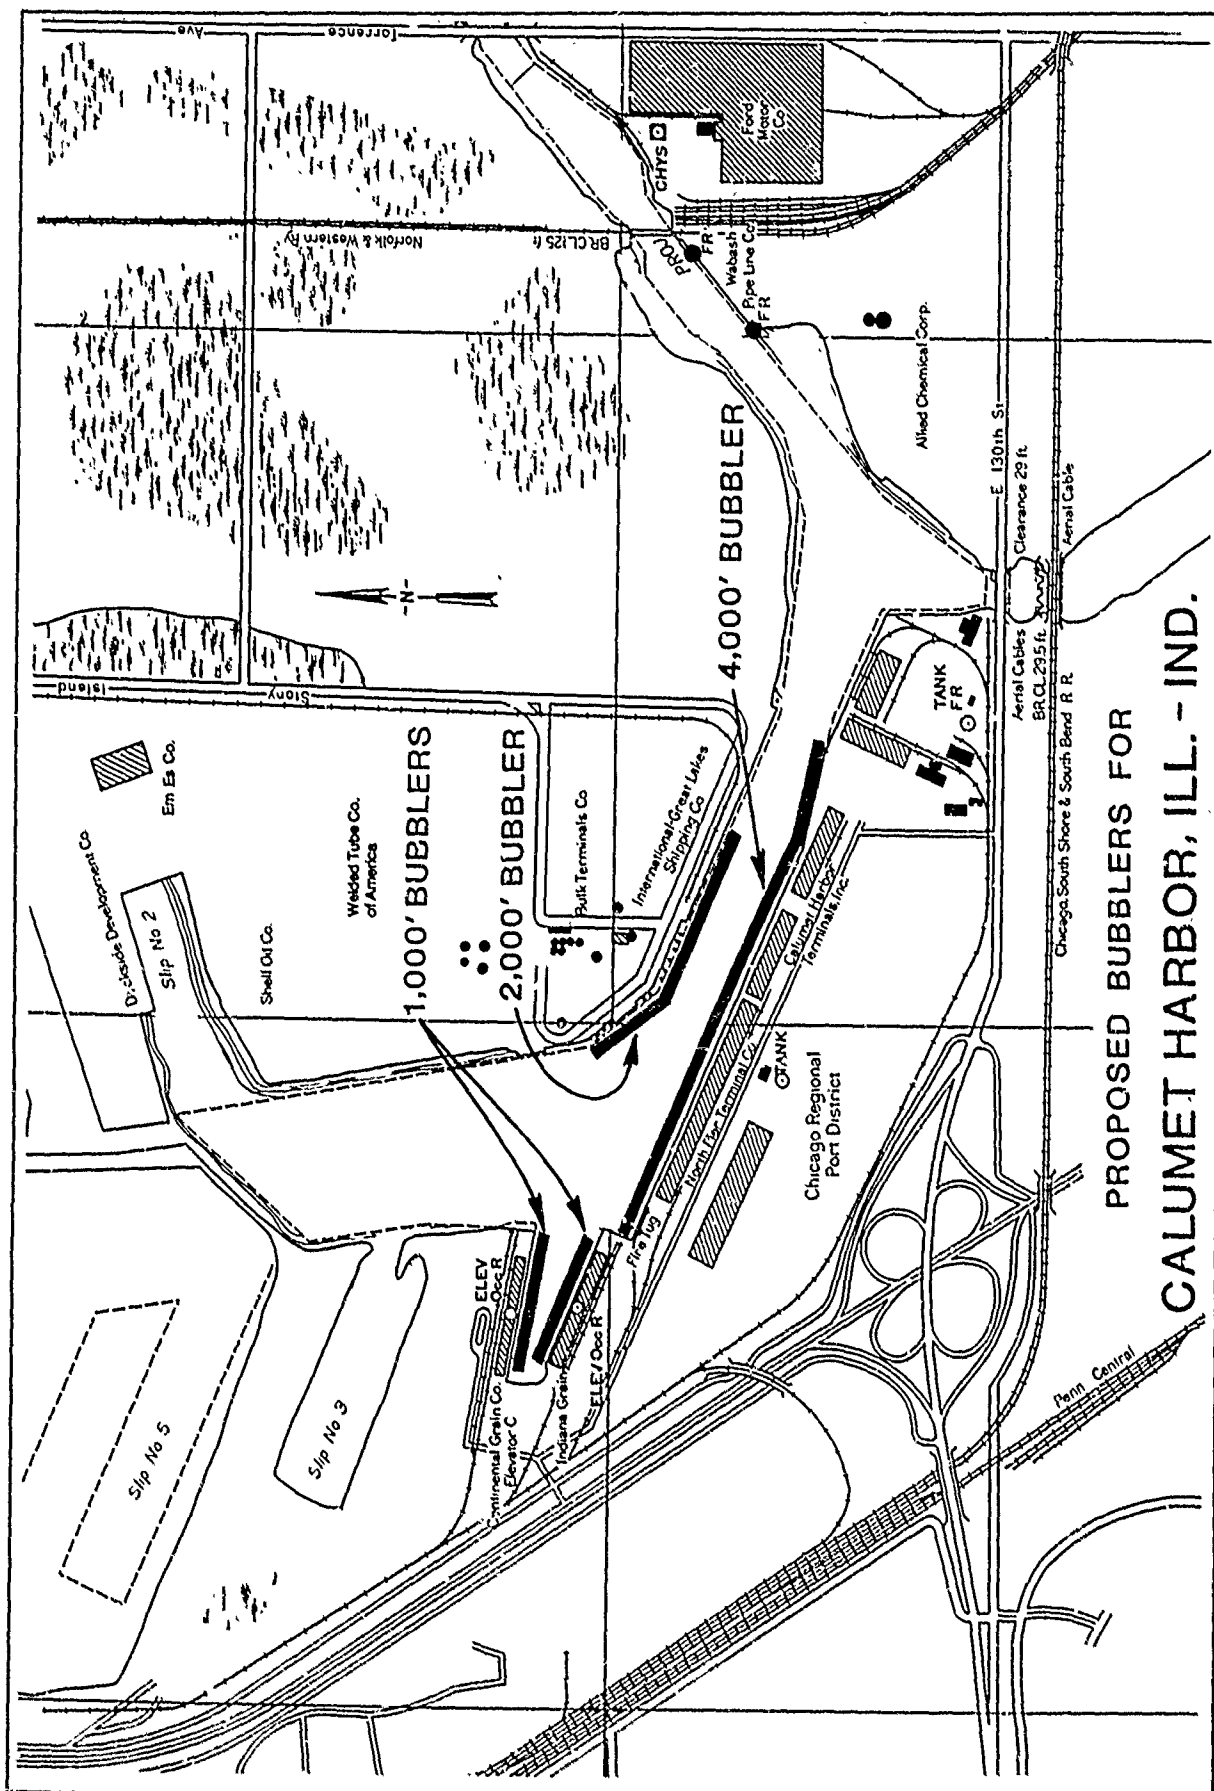 Slip No 5
Slip No 3
Dockside Development Co
Slip No 2
Em Es Co.
Stony
Island
Torrence
Ave
Norfolk & Western Ry
BR CL 125 ft
Shell Oil Co.
Welded Tube Co.
of America
-N-
1,000' BUBBLERS
2,000' BUBBLER
4,000' BUBBLER
Bulk Terminals Co
International-Great Lakes
Shipping Co
CHYS
Ford
Motor
Co
PROJ
FR
Wabash
Pipe Line Co
FR
Allied Chemical Corp.
ELEV
Occ R
Continental Grain Co.
Elevator C
Indiana Grain
ELEV Occ R
Fire Tug
North Pier Terminal Co
TANK
Calumet Harbor
Terminals, Inc.
Chicago Regional
Port District
TANK
FR
E 130th St
Aerial Cables
BR.CL.29.5 ft.
Clearance 29 ft
Aerial Cable
Chicago, South Shore & South Bend R R.
Penn Central
PROPOSED BUBBLERS FOR
CALUMET HARBOR, ILL. - IND.